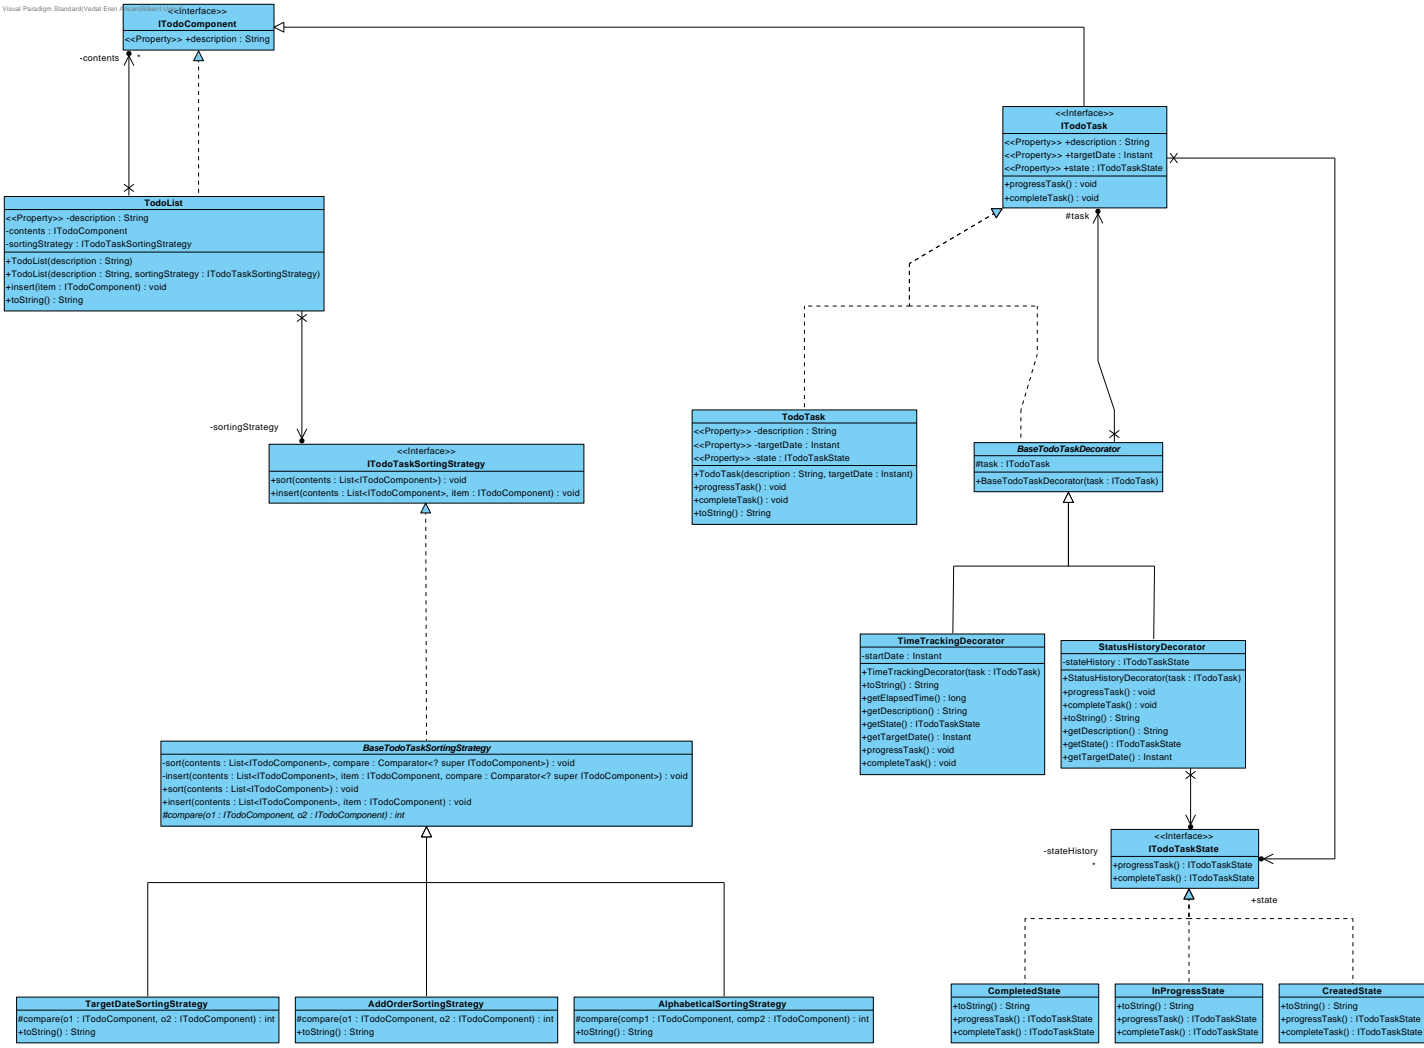 Visual Paradigm Standard(Vedat Eren
<<Interface>>
ITodoComponent
<<Property>> +description : String
-contents
*
<<Interface>>
ITodoTask
<<Property>> +description : String
<<Property>> +targetDate : Instant
<<Property> +state : ITodoTaskState
+progressTask() : void
+completeTask() : void
#task
TodoList
<<Property>> -description : String
-contents : ITodoComponent
-sortingStrategy : ITodoTaskSortingStrategy
+TodoList(description : String)
+TodoList(description : String, sortingStrategy : ITodoTaskSortingStrategy)
+insert(item : ITodoComponent) : void
+toString() : String
-sortingStrategy
<<Interface>>
ITodoTaskSortingStrategy
+sort(contents : List<ITodoComponent>) : void
+insert(contents : List<ITodoComponent>, item : ITodoComponent) : void
TodoTask
<<Property>> -description : String
<<Property>> -targetDate : Instant
<<Property>> -state : ITodoTaskState
+TodoTask(description : String, targetDate : Instant)
+progressTask() : void
+completeTask() : void
+toString() : String
BaseTodoTaskDecorator
#task : ITodoTask
+BaseTodoTaskDecorator(task : ITodoTask)
TimeTrackingDecorator
-startDate : Instant
+TimeTrackingDecorator(task : ITodoTask)
+toString() : String
+getElapsedTime() : long
+getDescription() : String
+getState() : ITodoTaskState
+getTargetDate() : Instant
+progressTask() : void
+completeTask() : void
StatusHistoryDecorator
-stateHistory : ITodoTaskState
+StatusHistoryDecorator(task : ITodoTask)
+progressTask() : void
+completeTask() : void
+toString() : String
+getDescription() : String
+getState() : ITodoTaskState
+getTargetDate() : Instant
BaseTodoTaskSortingStrategy
-sort(contents : List<ITodoComponent>, compare : Comparator<? super ITodoComponent>) : void
-insert(contents : List<ITodoComponent>, item : ITodoComponent, compare : Comparator<? super ITodoComponent>) : void
+sort(contents : List<ITodoComponent>) : void
+insert(contents : List<ITodoComponent>, item : ITodoComponent) : void
#compare(o1 : ITodoComponent, o2 : ITodoComponent) : int
-stateHistory
*
<<Interface>>
ITodoTaskState
+progressTask() : ITodoTaskState
+completeTask() : ITodoTaskState
+state
TargetDateSortingStrategy
#compare(o1 : ITodoComponent, o2 : ITodoComponent) : int
+toString() : String
AddOrderSortingStrategy
#compare(o1 : ITodoComponent, o2 : ITodoComponent) : int
+toString() : String
AlphabeticalSortingStrategy
#compare(comp1 : ITodoComponent, comp2 : ITodoComponent) : int
+toString() : String
CompletedState
+toString() : String
+progressTask() : ITodoTaskState
+completeTask() : ITodoTaskState
InProgressState
+toString() : String
+progressTask() : ITodoTaskState
+completeTask() : ITodoTaskState
CreatedState
+toString() : String
+progressTask() : ITodoTaskState
+completeTask() : ITodoTaskState